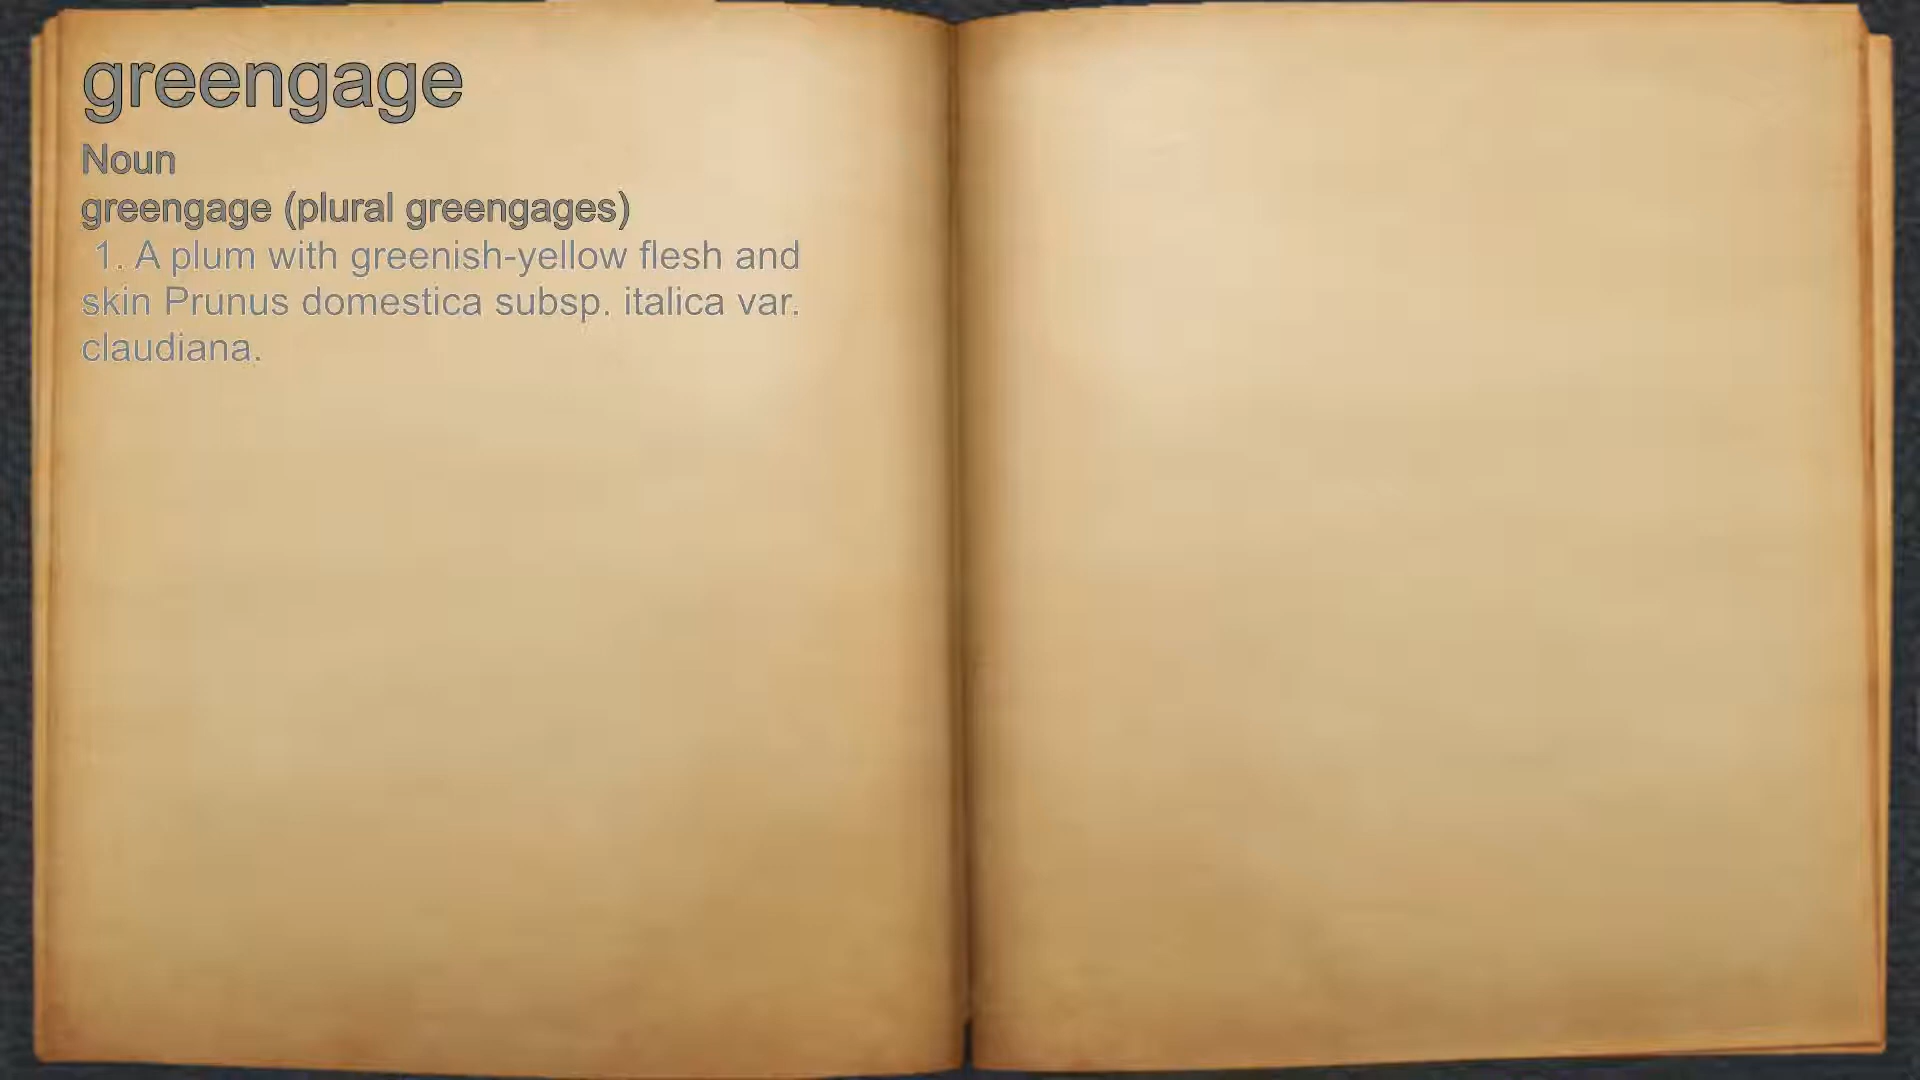 greengage
Noun
greengage (plural greengages)
1. A plum with greenish-yellow flesh and
skin Prunus domestica subsp. italica var.
claudiana.